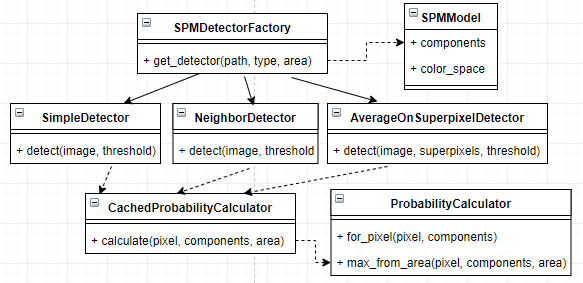 SPMDetectorFactory
+ get_detector(path, type, area)
SPMModel
+ components
+ color_space
SimpleDetector
+ detect(image, threshold)
NeighborDetector
+ detect(image, threshold
AverageOnSuperpixelDetector
+ detect(image, superpixels, threshold)
CachedProbabilityCalculator
+ calculate(pixel, components, area)
ProbabilityCalculator
+ for_pixel(pixel, components)
+ max_from_area(pixel, components, area)